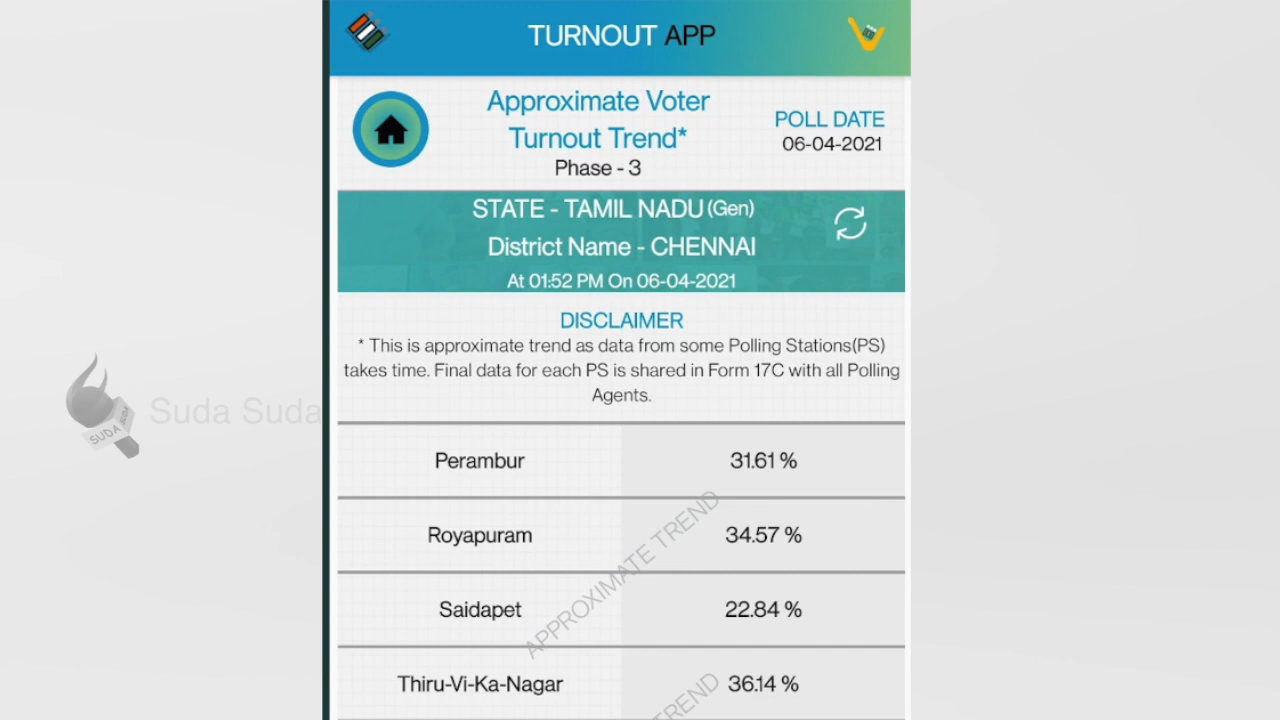 TURNOUT APP
Approximate Voter
Turnout Trend*
Phase - 3
POLL DATE
06-04-2021
STATE - TAMIL NADU (Gen)
District Name - CHENNAI
At 01:52 PM On 06-04-2021
DISCLAIMER
* This is approximate trend as data from some Polling Stations(PS)
takes time. Final data for each PS is shared in Form 17C with all Polling
Agents.
Suda Suda
SUDA
SUDA
Perambur 31.61 %
Royapuram 34.57 %
Saidapet 22.84 %
Thiru-Vi-Ka-Nagar 36.14 %
APPROXIMATE TREND
TREND